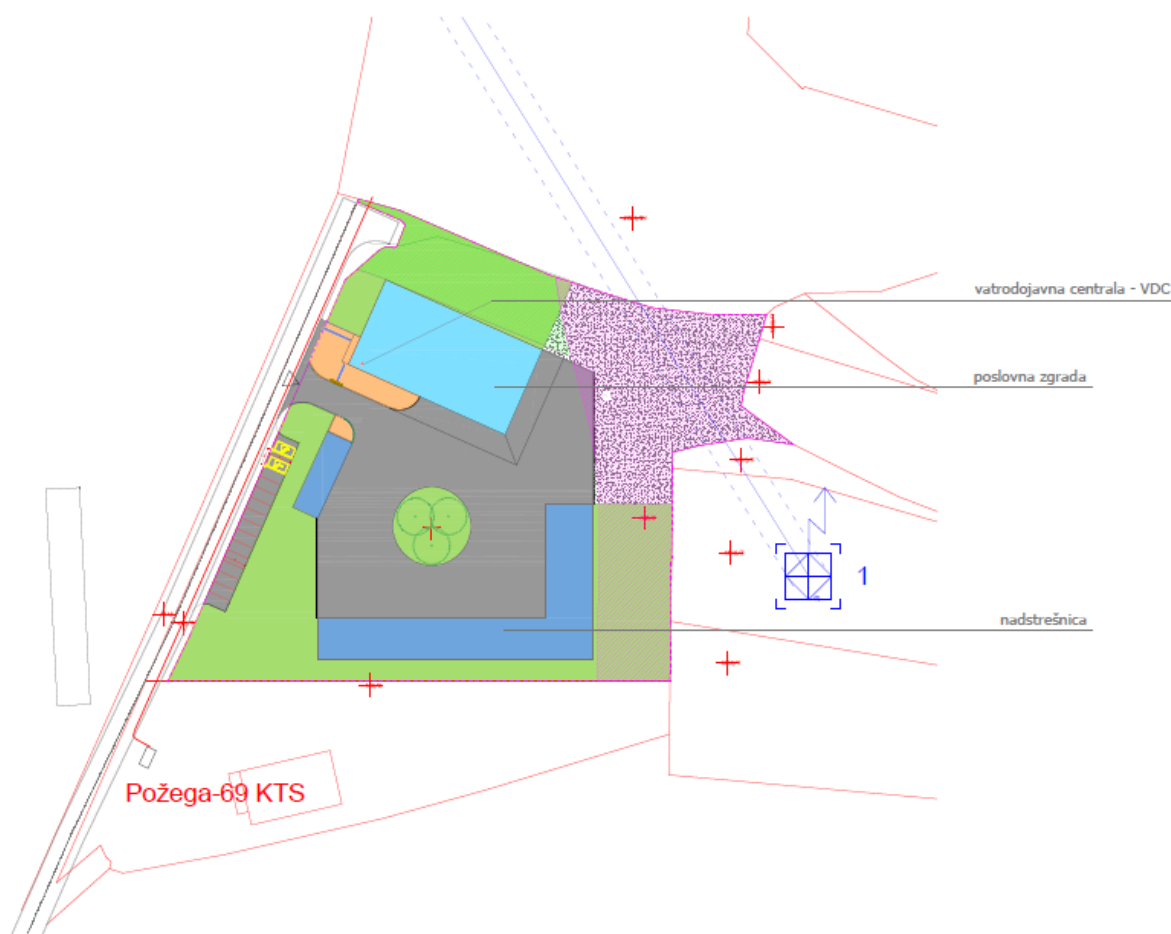 vatrodojavna centrala - VDC
poslovna zgrada
1
nadstrešnica
Požega-69 KTS